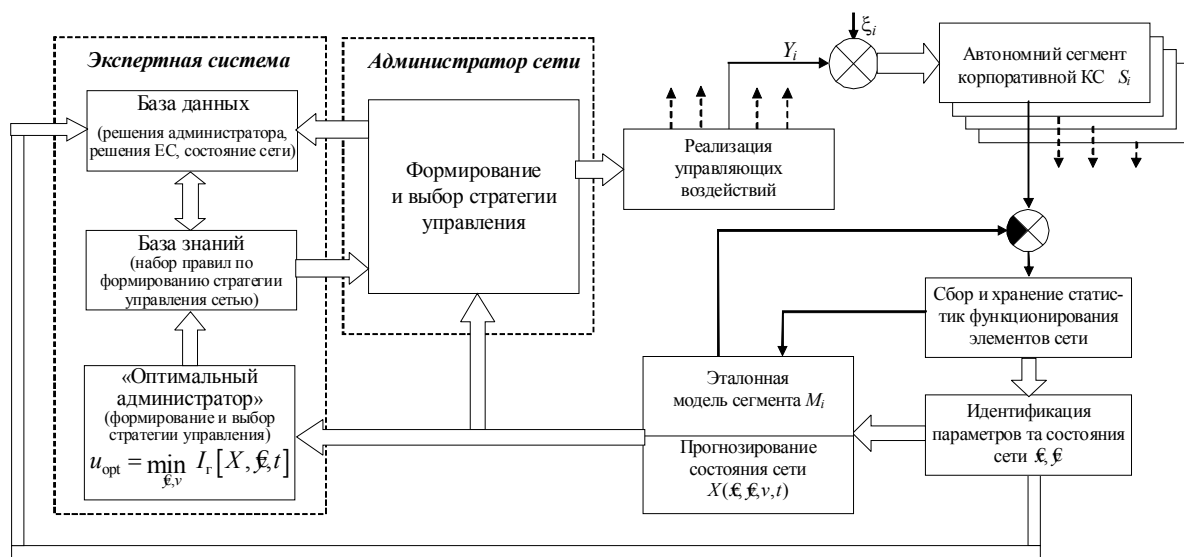 Экспертная система
База данных
(решения администратора,
решения ЕС, состояние сети)
База знаний
(набор правил по
формированию стратегии
управления сетью)
«Оптимальный
администратор»
(формирование и выбор
стратегии управления)
Администратор сети
Формирование
и выбор стратегии
управления
Реализация
управляющих
воздействий
Y_i
ξ_i
Автономний сегмент
корпоративной КС S_i
Сбор и хранение статис-
тик функционирования
элементов сети
Эталонная
модель сегмента M_i
Прогнозирование
состояния сети
Идентификация
параметров та состояния
сети